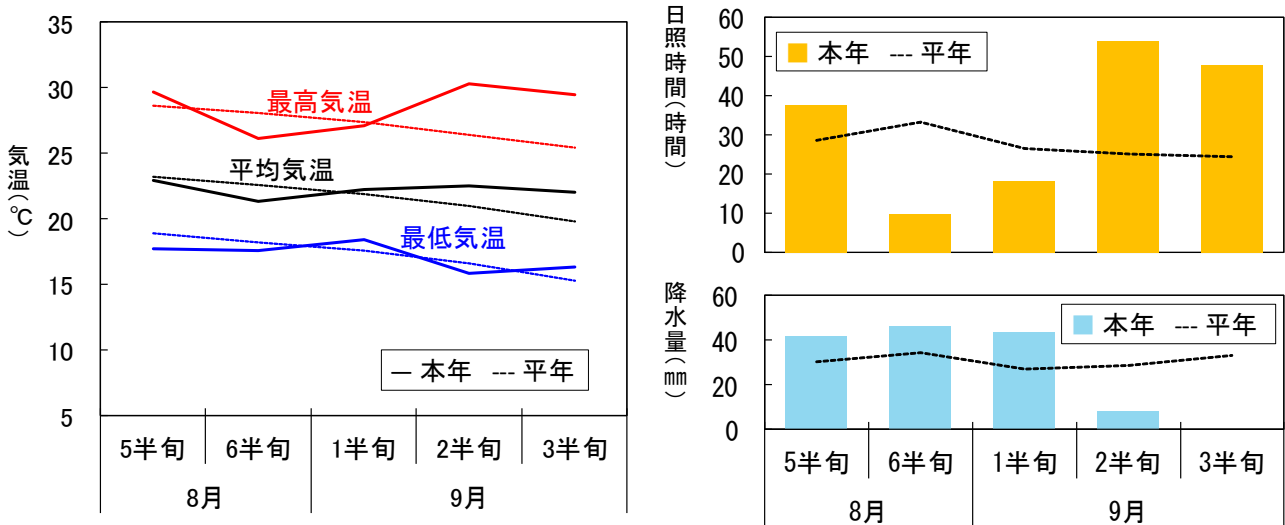 気温(℃)
35
30
25
20
15
10
5
最高気温
平均気温
最低気温
本年 平年
5半旬 6半旬 1半旬 2半旬 3半旬
8月 9月
日照時間(時間)
60
50
40
30
20
10
0
本年 平年
降水量(㎜)
60
40
20
0
本年 平年
5半旬 6半旬 1半旬 2半旬 3半旬
8月 9月